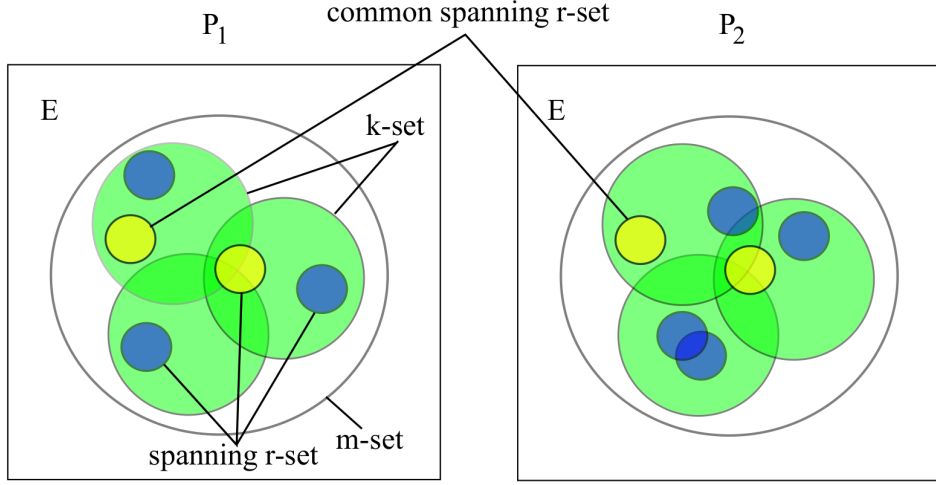 common spanning r-set
P1
P2
E
E
k-set
m-set
spanning r-set